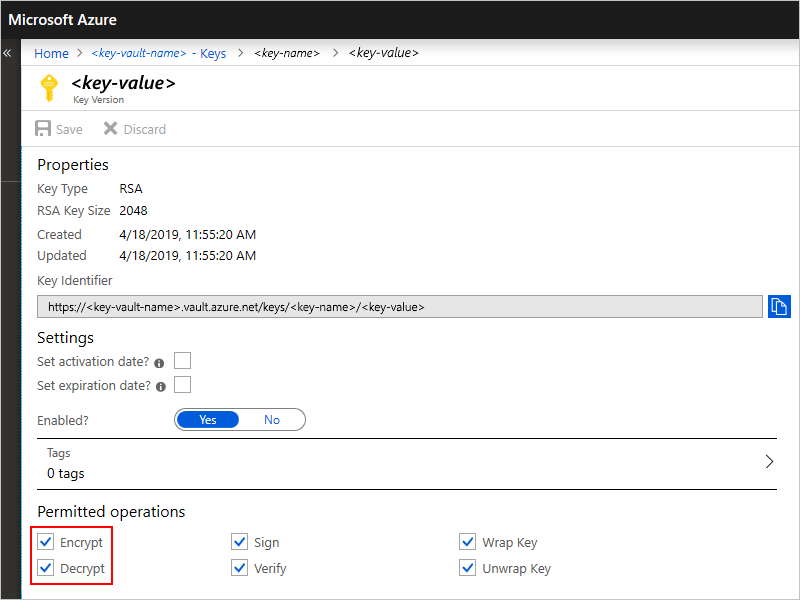 Microsoft Azure
« Home > <key-vault-name> - Keys > <key-name> > <key-value>
<key-value>
Key Version
Save Discard
Properties
Key Type RSA
RSA Key Size 2048
Created 4/18/2019, 11:55:20 AM
Updated 4/18/2019, 11:55:20 AM
Key Identifier
https://<key-vault-name>.vault.azure.net/keys/<key-name>/<key-value>
Settings
Set activation date?
Set expiration date?
Enabled? Yes No
Tags
0 tags
Permitted operations
Encrypt Sign Wrap Key
Decrypt Verify Unwrap Key